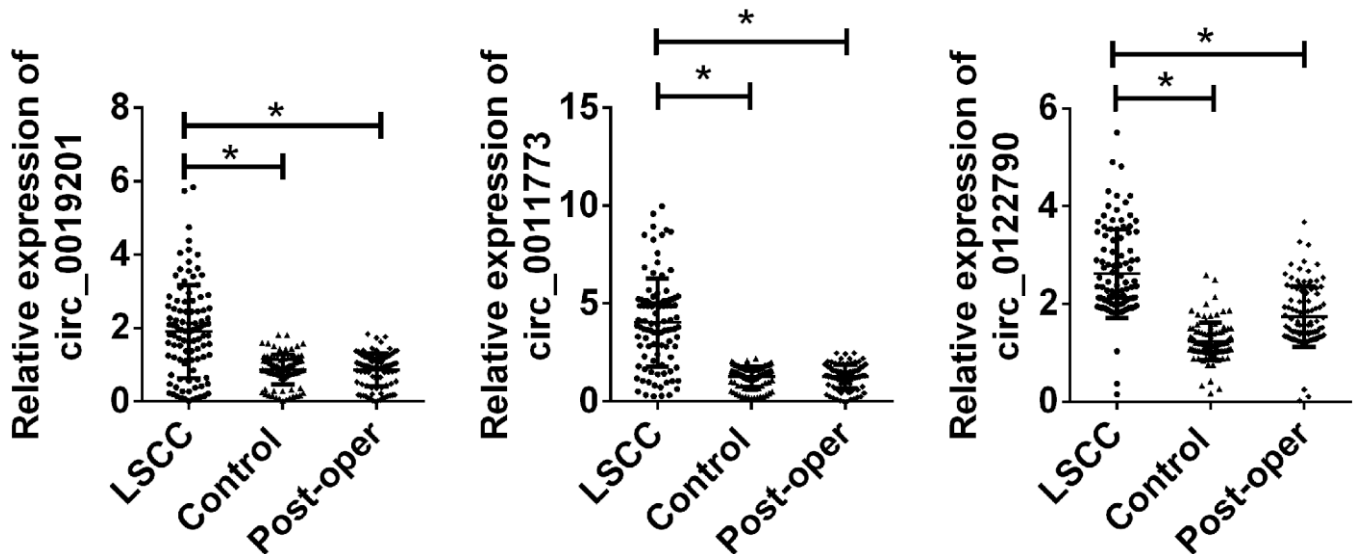 Relative expression of
circ_0019201
8
6
4
2
0
*
*
LSCC
Control
Post-oper
Relative expression of
circ_0011773
15
10
5
0
*
*
LSCC
Control
Post-oper
Relative expression of
circ_0122790
6
4
2
0
*
*
LSCC
Control
Post-oper